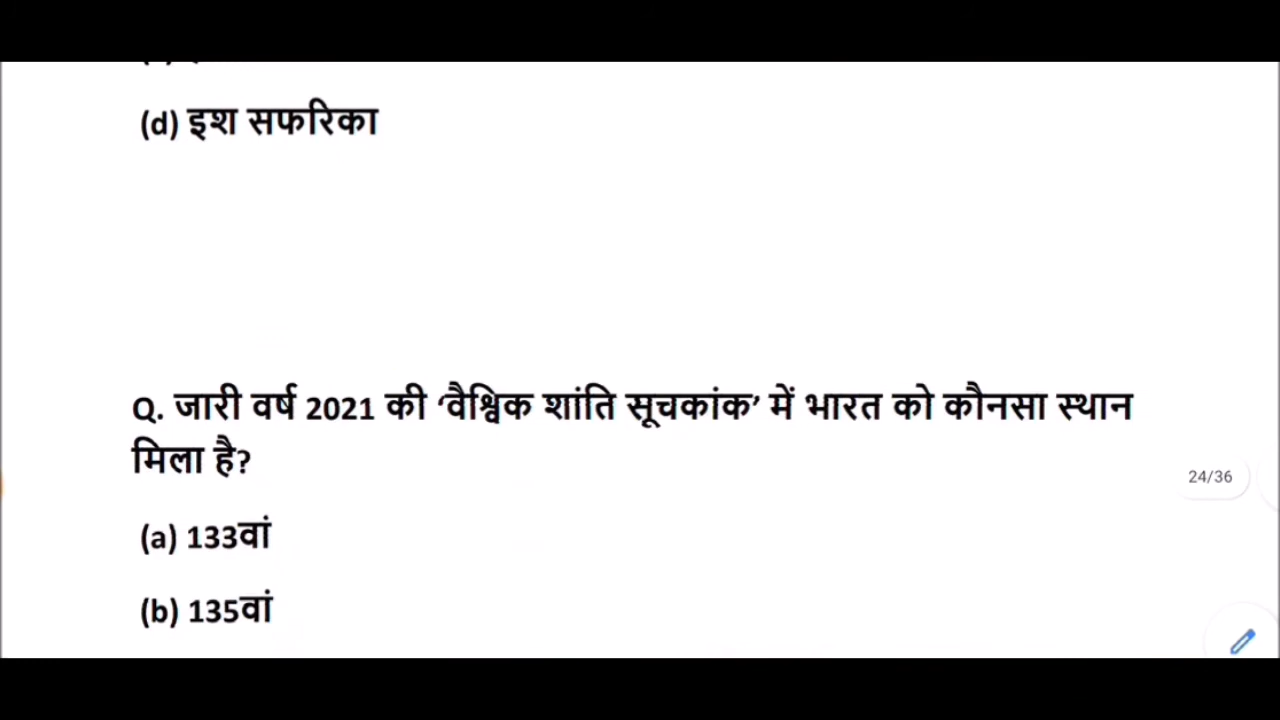 (d) इश सफरिका
Q. जारी वर्ष 2021 की ‘वैश्विक शांति सूचकांक’ में भारत को कौनसा स्थान
मिला है?
24/36
(a) 133वां
(b) 135वां